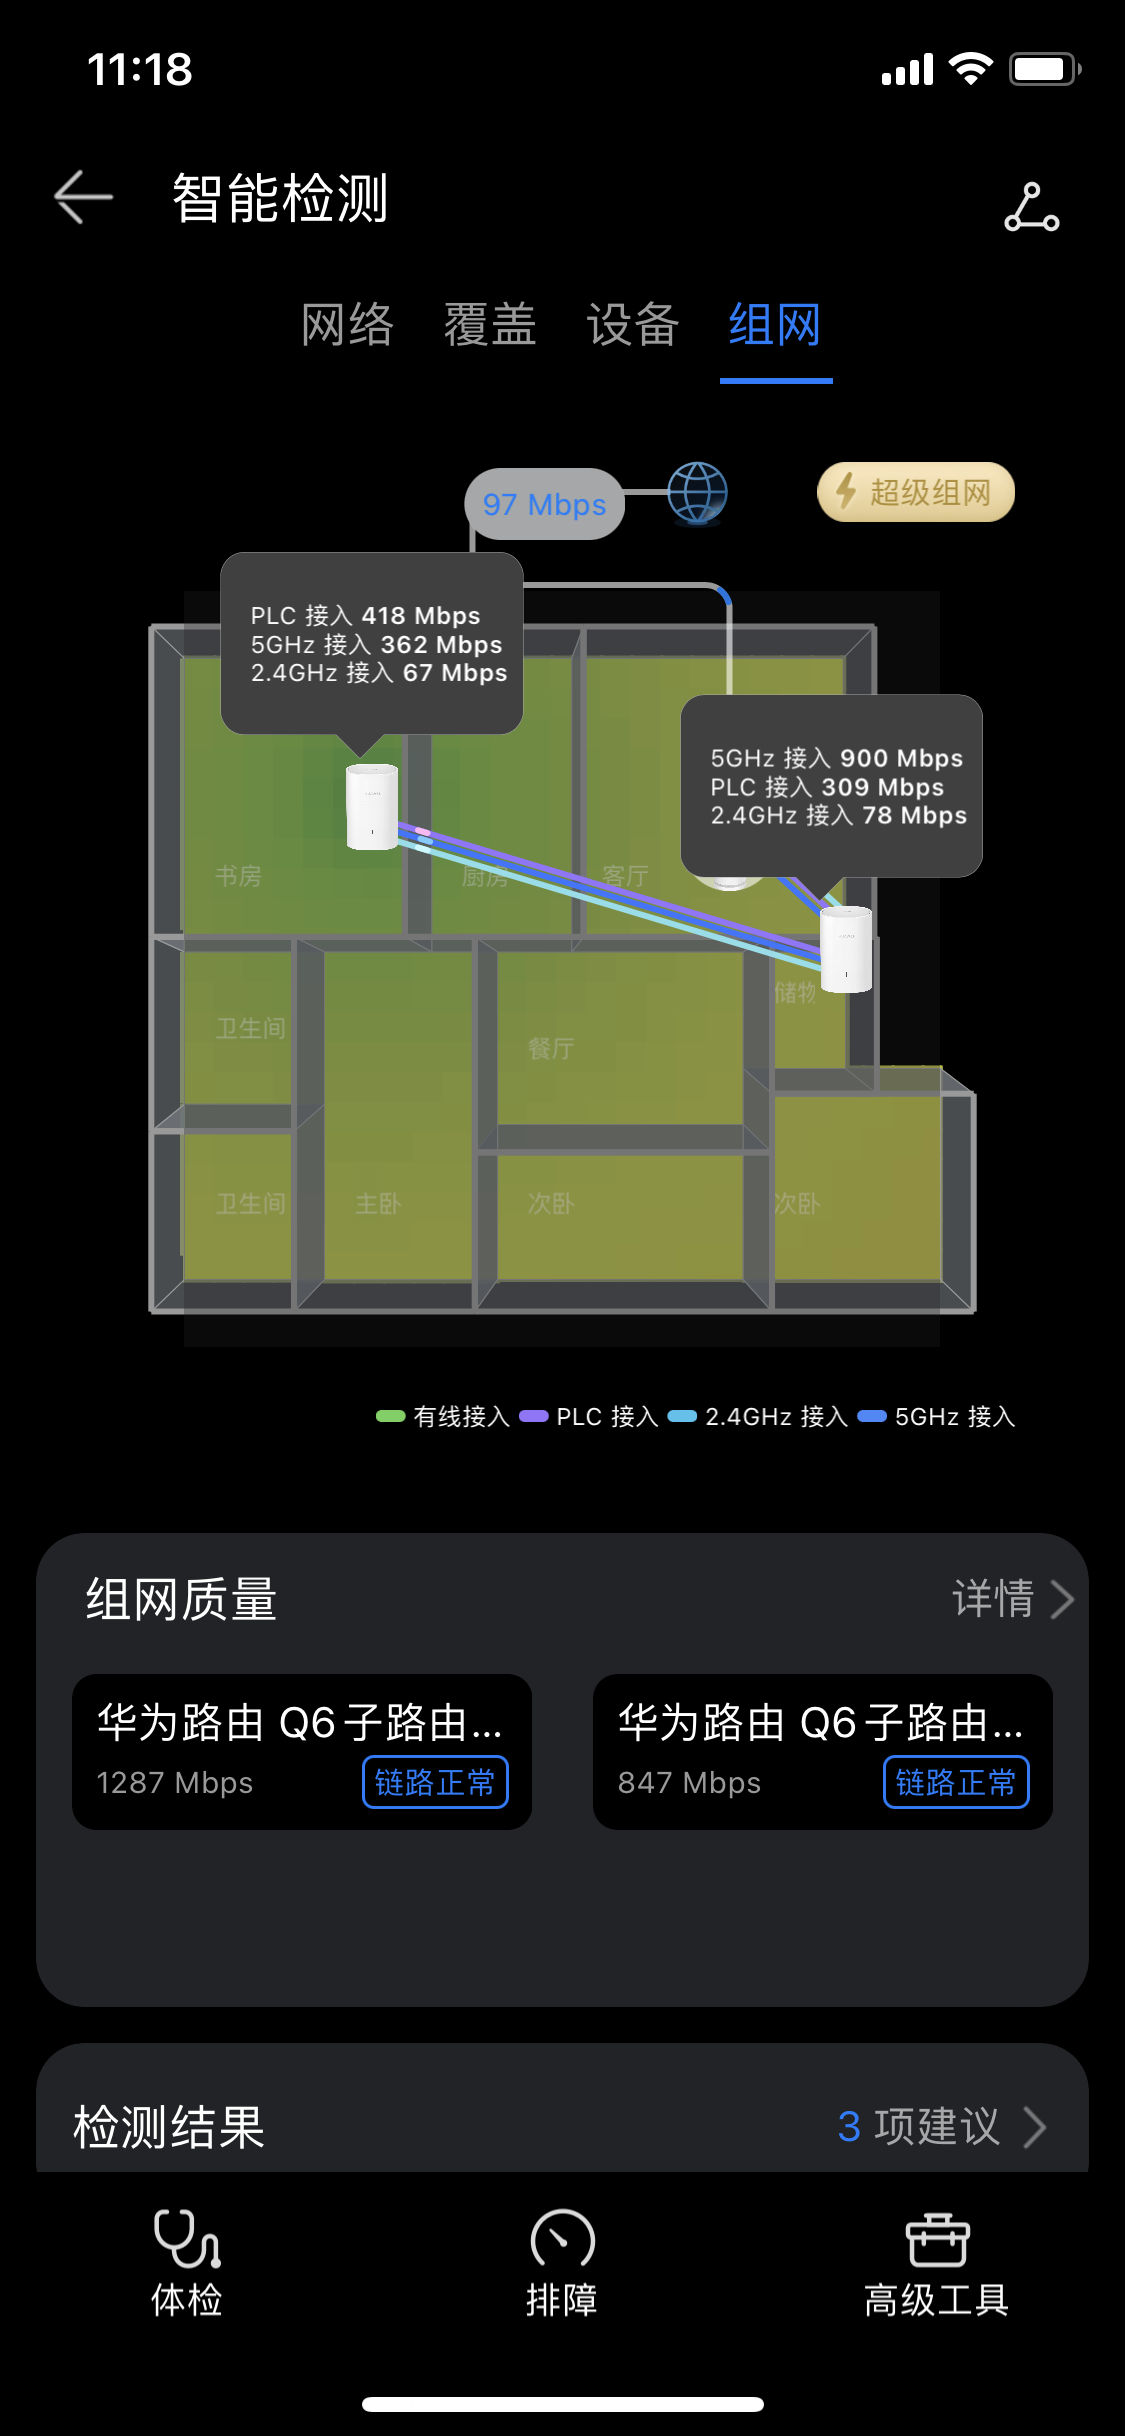 11:18
智能检测
网络 覆盖 设备 组网
97 Mbps
超级组网
PLC 接入 418 Mbps
5GHz 接入 362 Mbps
2.4GHz 接入 67 Mbps
5GHz 接入 900 Mbps
PLC 接入 309 Mbps
2.4GHz 接入 78 Mbps
书房
厨房
客厅
储物
卫生间
餐厅
卫生间
主卧
次卧
次卧
有线接入 PLC 接入 2.4GHz 接入 5GHz 接入
组网质量
详情
华为路由 Q6 子路由...
1287 Mbps
链路正常
华为路由 Q6 子路由...
847 Mbps
链路正常
检测结果
3 项建议
体检
排障
高级工具